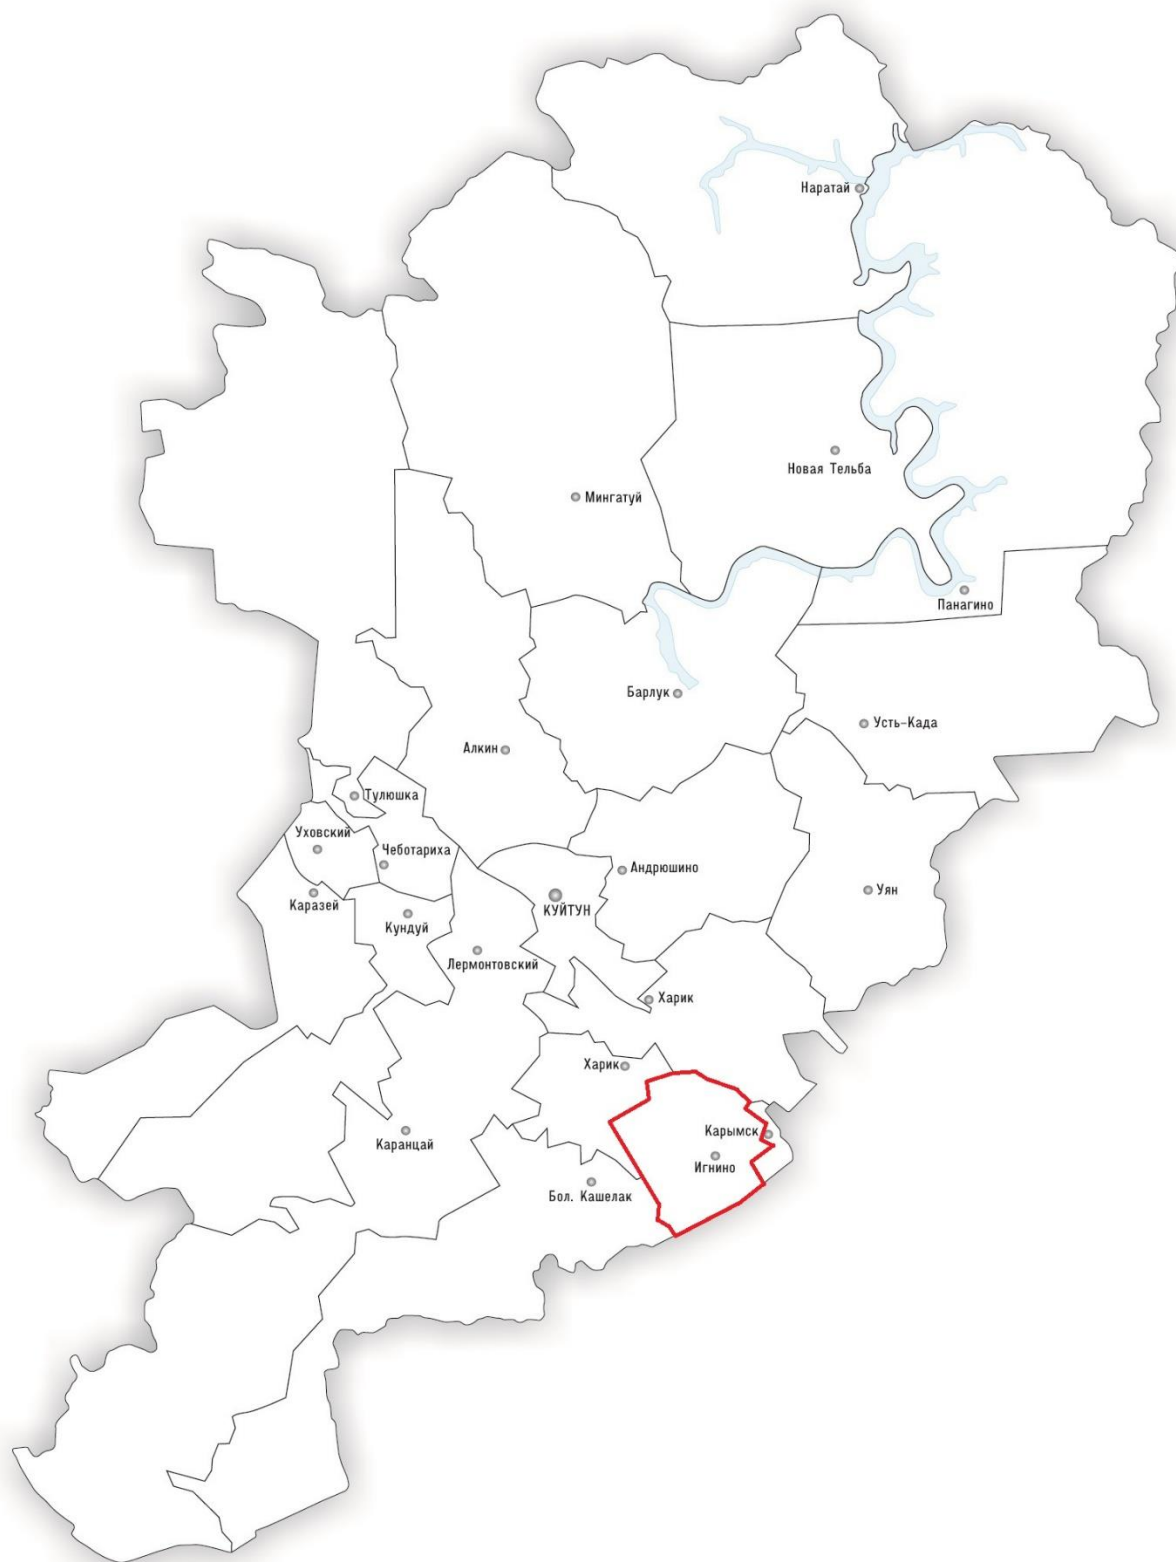 Наратай
Новая Тельба
Мингатуй
Панагино
Барлук
Усть-Када
Алкин
Тулюшка
Уховский
Чеботариха
Андрюшино
Уян
Каразей
КУЙТУН
Кундуй
Лермонтовский
Харик
Харик
Карымск
Каранцай
Игнино
Бол. Кашелак